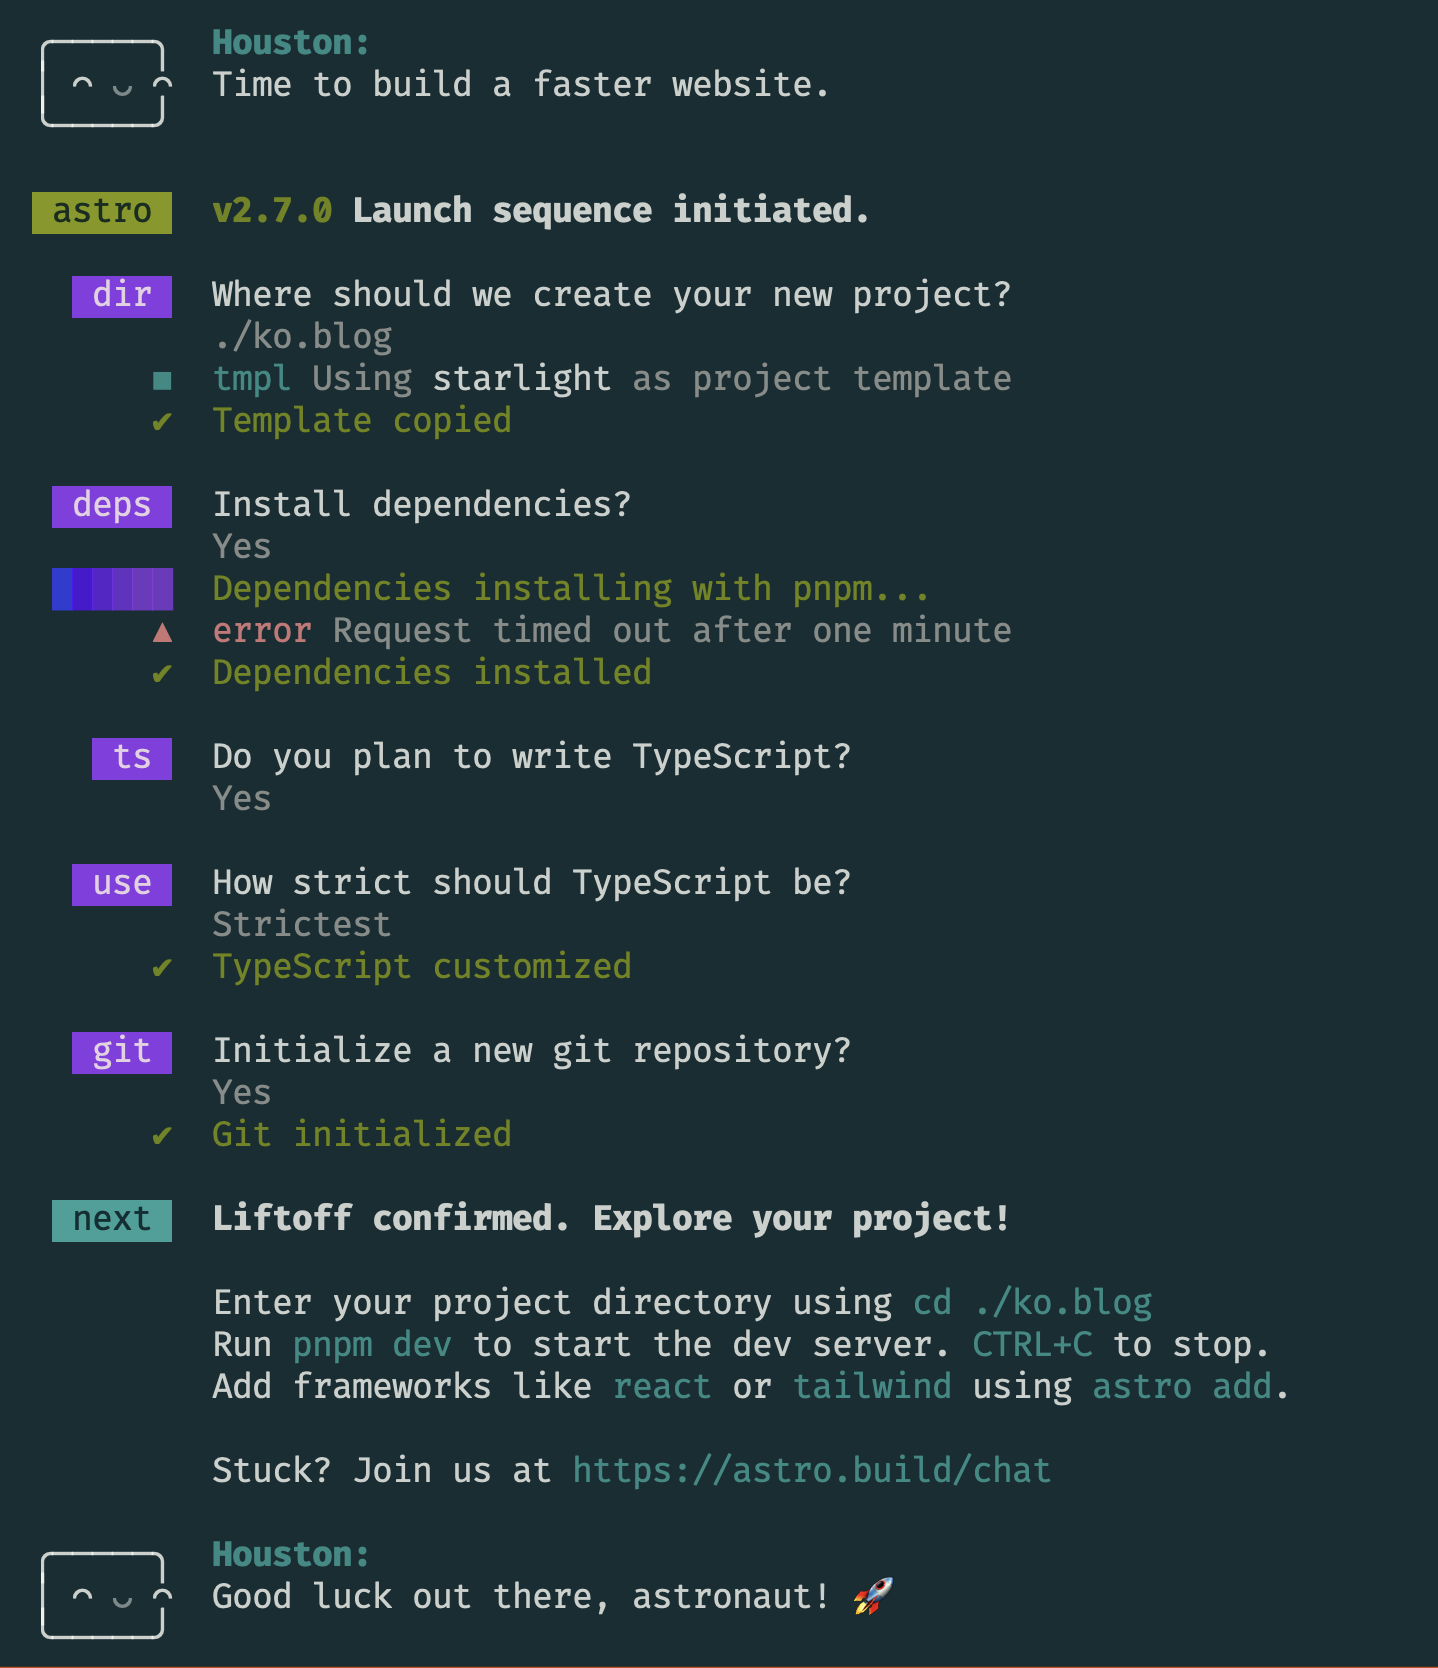 Houston:
Time to build a faster website.
astro v2.7.0 Launch sequence initiated.
dir Where should we create your new project?
./ko.blog
■ tmpl Using starlight as project template
✔ Template copied
deps Install dependencies?
Yes
Dependencies installing with pnpm...
▲ error Request timed out after one minute
✔ Dependencies installed
ts Do you plan to write TypeScript?
Yes
use How strict should TypeScript be?
Strictest
✔ TypeScript customized
git Initialize a new git repository?
Yes
✔ Git initialized
next Liftoff confirmed. Explore your project!
Enter your project directory using cd ./ko.blog
Run pnpm dev to start the dev server. CTRL+C to stop.
Add frameworks like react or tailwind using astro add.
Stuck? Join us at https://astro.build/chat
Houston:
Good luck out there, astronaut! 🚀